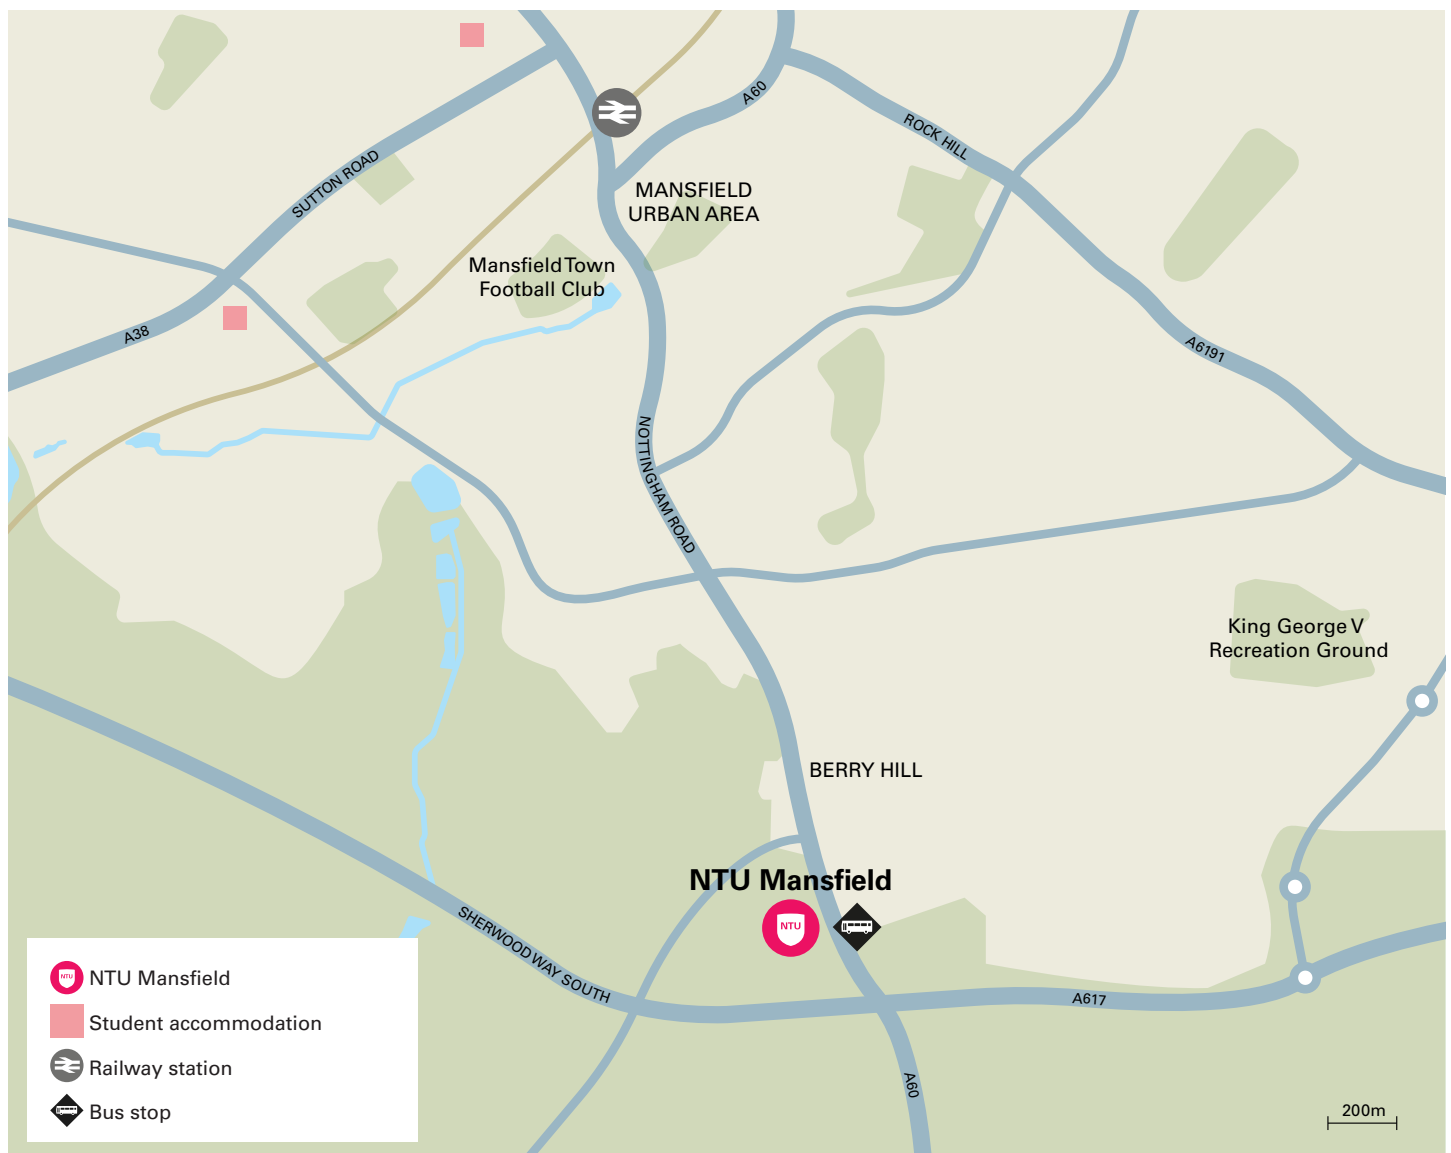 A60
ROCK HILL
SUTTON ROAD
MANSFIELD
URBAN AREA
Mansfield Town
Football Club
A38
A6191
NOTTINGHAM ROAD
King George V
Recreation Ground
BERRY HILL
NTU Mansfield
NTU
SHERWOOD WAY SOUTH
A617
A60
NTU
NTU Mansfield
Student accommodation
Railway station
Bus stop
200m